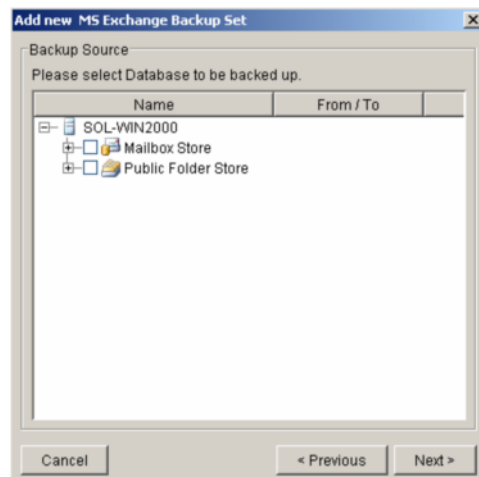 Add new MS Exchange Backup Set
Backup Source
Please select Database to be backed up.
Name From / To
SOL-WIN2000
Mailbox Store
Public Folder Store
Cancel < Previous Next >